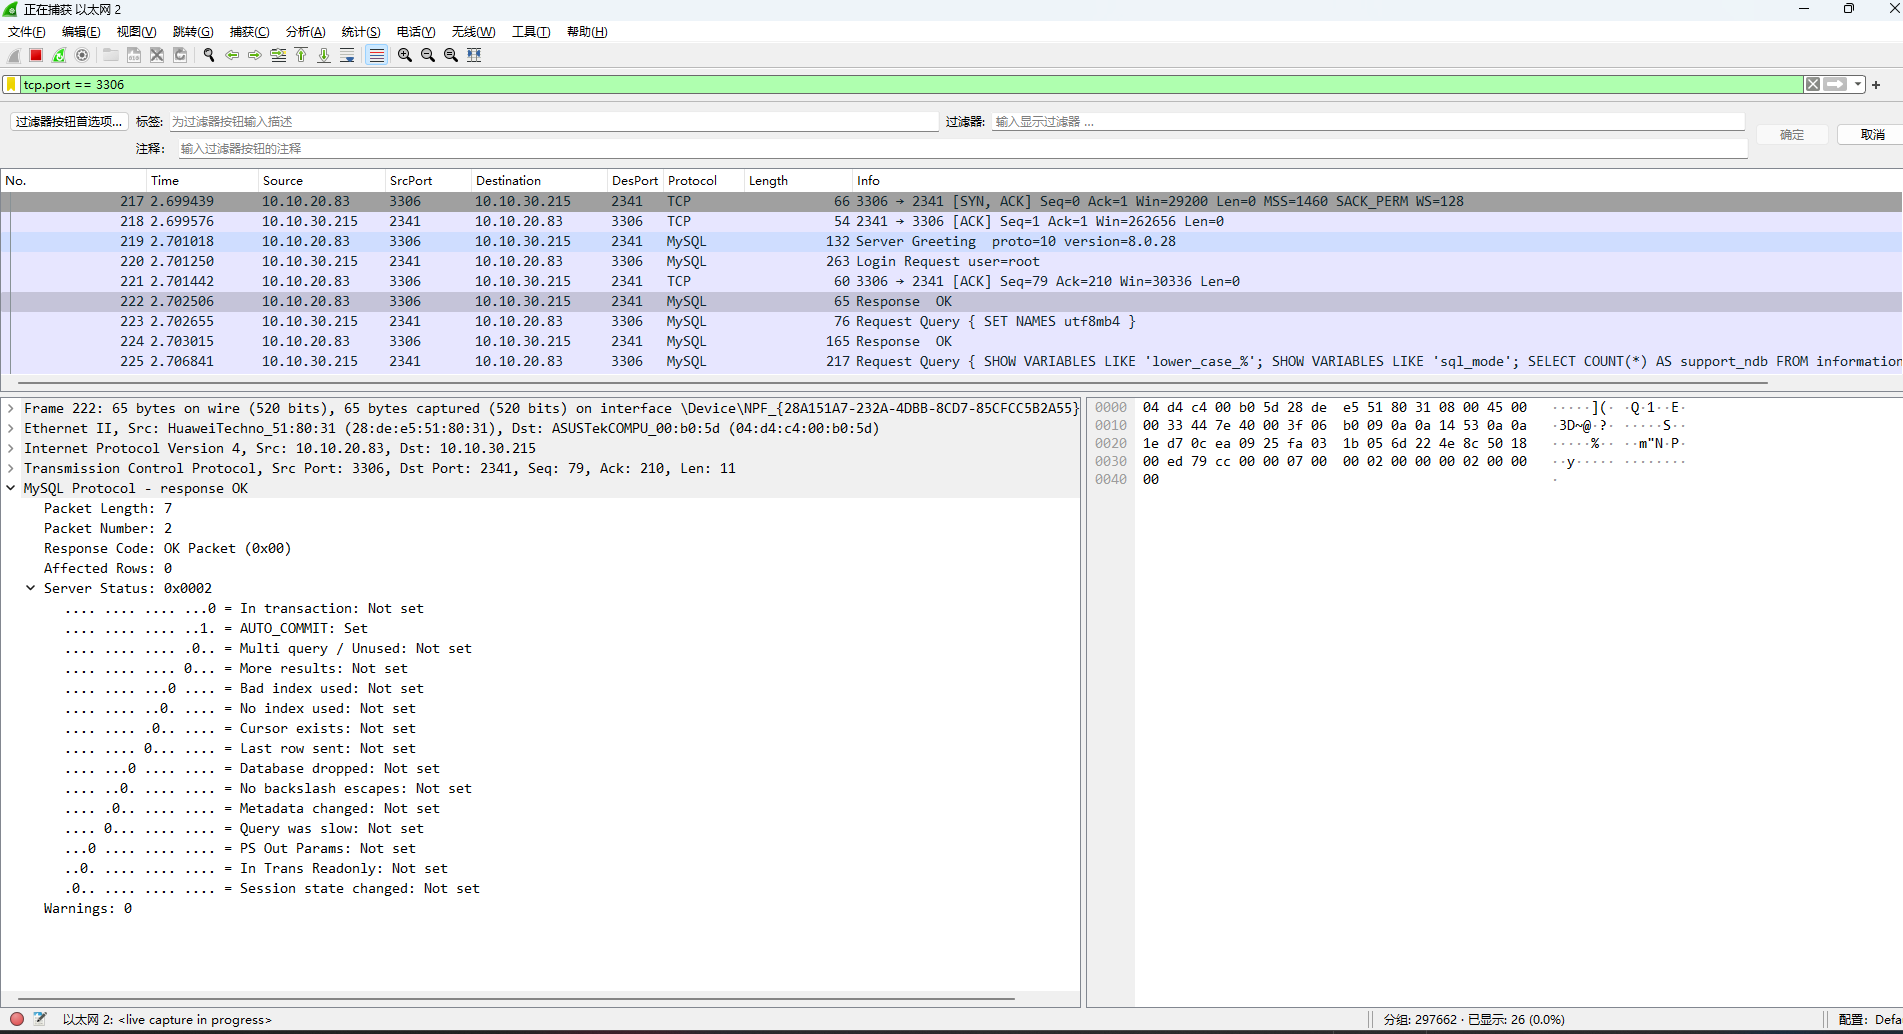 正在捕获 以太网 2
文件(F) 编辑(E) 视图(V) 跳转(G) 捕获(C) 分析(A) 统计(S) 电话(Y) 无线(W) 工具(T) 帮助(H)
tcp.port == 3306
过滤器按钮首选项… 标签: 为过滤器按钮输入描述 过滤器: 输入显示过滤器 … 确定 取消
注释: 输入过滤器按钮的注释
No. Time Source SrcPort Destination DesPort Protocol Length Info
217 2.699439 10.10.20.83 3306 10.10.30.215 2341 TCP 66 3306 → 2341 [SYN, ACK] Seq=0 Ack=1 Win=29200 Len=0 MSS=1460 SACK_PERM WS=128
218 2.699576 10.10.30.215 2341 10.10.20.83 3306 TCP 54 2341 → 3306 [ACK] Seq=1 Ack=1 Win=262656 Len=0
219 2.701018 10.10.20.83 3306 10.10.30.215 2341 MySQL 132 Server Greeting  proto=10 version=8.0.28
220 2.701250 10.10.30.215 2341 10.10.20.83 3306 MySQL 263 Login Request user=root
221 2.701442 10.10.20.83 3306 10.10.30.215 2341 TCP 60 3306 → 2341 [ACK] Seq=79 Ack=210 Win=30336 Len=0
222 2.702506 10.10.20.83 3306 10.10.30.215 2341 MySQL 65 Response  OK
223 2.702655 10.10.30.215 2341 10.10.20.83 3306 MySQL 76 Request Query { SET NAMES utf8mb4 }
224 2.703015 10.10.20.83 3306 10.10.30.215 2341 MySQL 165 Response  OK
225 2.706841 10.10.30.215 2341 10.10.20.83 3306 MySQL 217 Request Query { SHOW VARIABLES LIKE 'lower_case_%'; SHOW VARIABLES LIKE 'sql_mode'; SELECT COUNT(*) AS support_ndb FROM information
Frame 222: 65 bytes on wire (520 bits), 65 bytes captured (520 bits) on interface \Device\NPF_{28A151A7-232A-4DBB-8CD7-85CFCC5B2A55}
Ethernet II, Src: HuaweiTechno_51:80:31 (28:de:e5:51:80:31), Dst: ASUSTekCOMPU_00:b0:5d (04:d4:c4:00:b0:5d)
Internet Protocol Version 4, Src: 10.10.20.83, Dst: 10.10.30.215
Transmission Control Protocol, Src Port: 3306, Dst Port: 2341, Seq: 79, Ack: 210, Len: 11
MySQL Protocol - response OK
Packet Length: 7
Packet Number: 2
Response Code: OK Packet (0x00)
Affected Rows: 0
Server Status: 0x0002
.... .... .... ...0 = In transaction: Not set
.... .... .... ..1. = AUTO_COMMIT: Set
.... .... .... .0.. = Multi query / Unused: Not set
.... .... .... 0... = More results: Not set
.... .... ...0 .... = Bad index used: Not set
.... .... ..0. .... = No index used: Not set
.... .... .0.. .... = Cursor exists: Not set
.... .... 0... .... = Last row sent: Not set
.... ...0 .... .... = Database dropped: Not set
.... ..0. .... .... = No backslash escapes: Not set
.... .0.. .... .... = Metadata changed: Not set
.... 0... .... .... = Query was slow: Not set
...0 .... .... .... = PS Out Params: Not set
..0. .... .... .... = In Trans Readonly: Not set
.0.. .... .... .... = Session state changed: Not set
Warnings: 0
0000 04 d4 c4 00 b0 5d 28 de e5 51 80 31 08 00 45 00 ·····](· ·Q·1··E·
0010 00 33 44 7e 40 00 3f 06 b0 09 0a 0a 14 53 0a 0a ·3D~@·?· ·····S··
0020 1e d7 0c ea 09 25 fa 03 1b 05 6d 22 4e 8c 50 18 ·····%·· ··m"N·P·
0030 00 ed 79 cc 00 00 07 00 00 02 00 00 00 02 00 00 ··y····· ········
0040 00 ·
以太网 2: <live capture in progress> 分组: 297662 · 已显示: 26 (0.0%) 配置: Defa